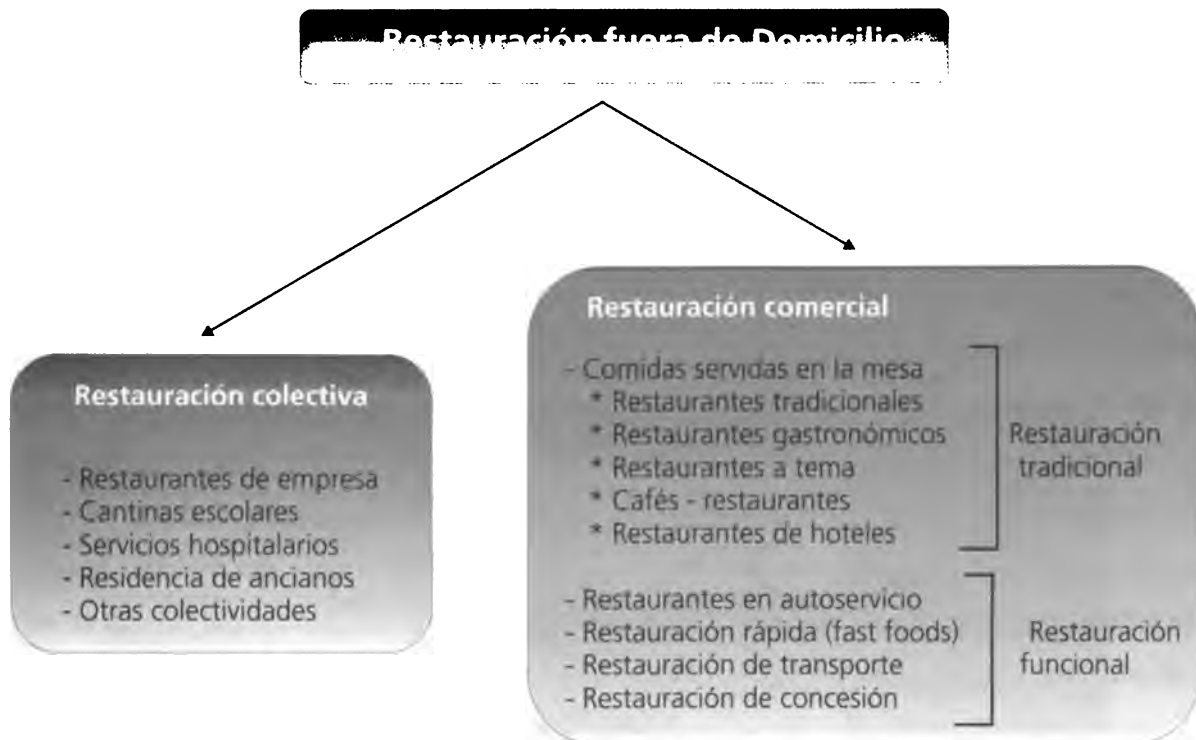 Restauración fuera de Domicilio
Restauración colectiva
- Restaurantes de empresa
- Cantinas escolares
- Servicios hospitalarios
- Residencia de ancianos
- Otras colectividades
Restauración comercial
- Comidas servidas en la mesa
* Restaurantes tradicionales
* Restaurantes gastronómicos
* Restaurantes a tema
* Cafés - restaurantes
* Restaurantes de hoteles
Restauración
tradicional
- Restaurantes en autoservicio
- Restauración rápida (fast foods)
- Restauración de transporte
- Restauración de concesión
Restauración
funcional